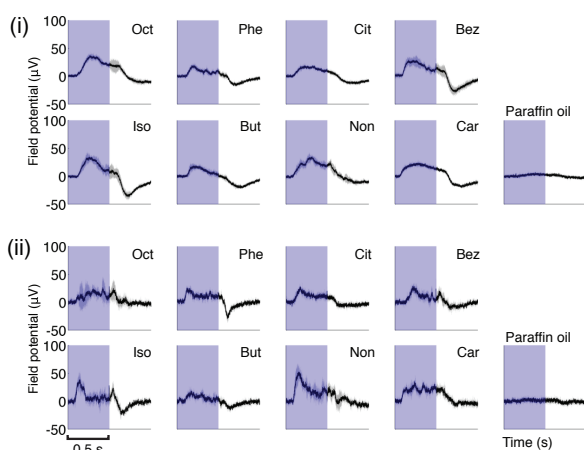 (i)
Oct Phe Cit Bez
100
50
0
-50
Field potential (μV)
Iso But Non Car Paraffin oil
100
50
0
-50
(ii)
Oct Phe Cit Bez
100
50
0
-50
Field potential (μV)
Iso But Non Car Paraffin oil
100
50
0
-50
0.5 s
Time (s)